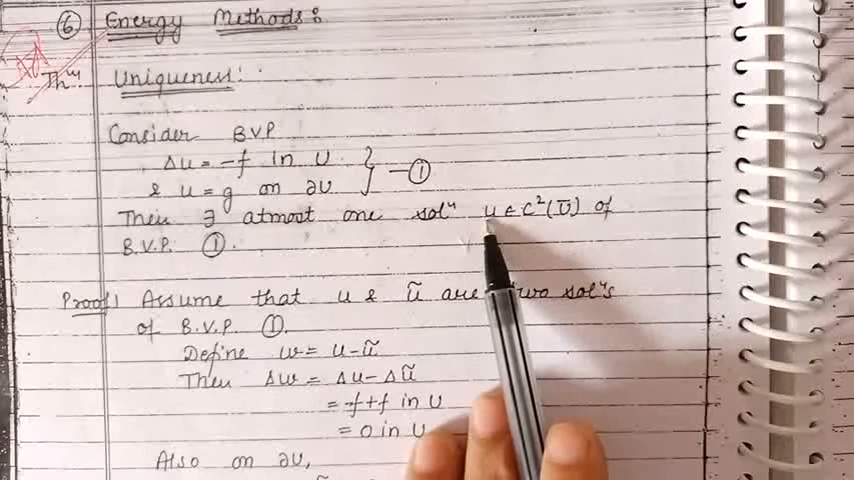 ⑥ Energy Methods:
Thᵐ Uniqueness:
Consider BVP
Δu = -f in U
& u = g on ∂U } —①
Then ∃ atmost one solⁿ u ∈ C²(Ū) of
B.V.P. ①.
Proof! Assume that u & ũ are two solⁿs
of B.V.P. ①.
Define w = u-ũ
Then Δw = Δu-Δũ
= -f+f in U
= 0 in U
Also on ∂U,